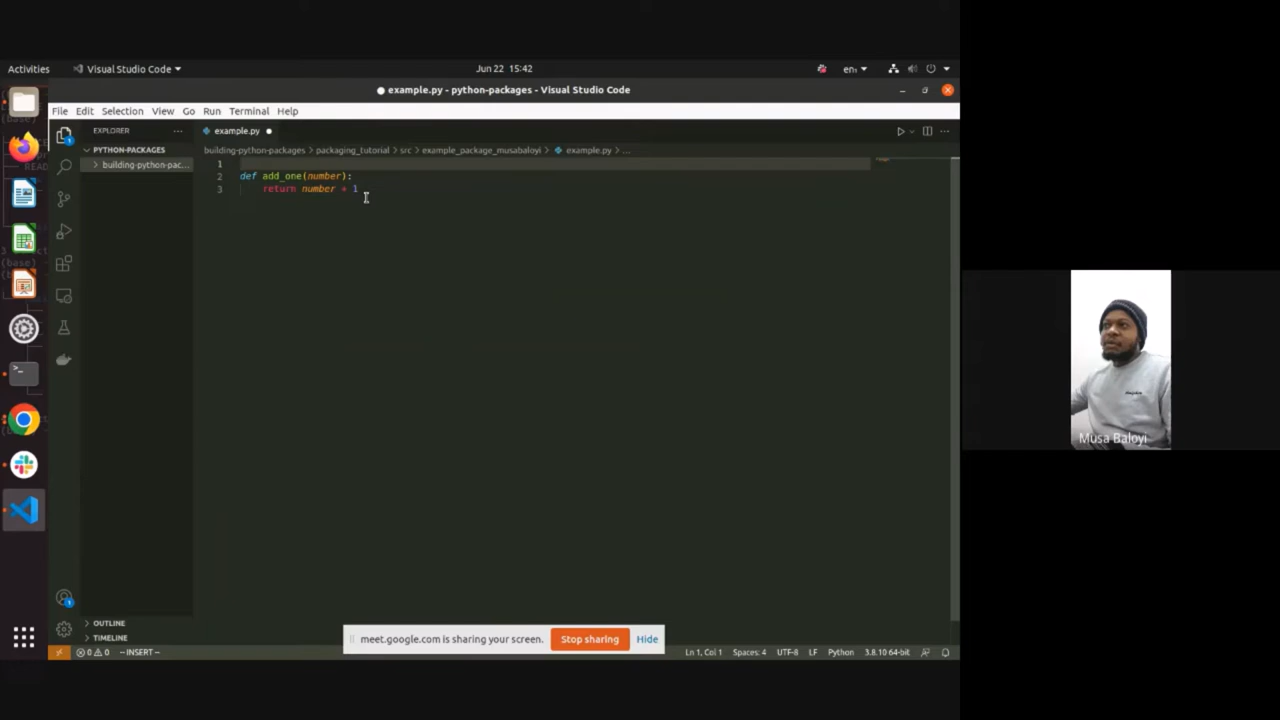 Activities
Visual Studio Code
Jun 22 15:42
en₁
example.py - python-packages - Visual Studio Code
File Edit Selection View Go Run Terminal Help
EXPLORER
example.py
PYTHON-PACKAGES
building-python-packages > packaging_tutorial > src > example_package_musabaloyi > example.py > ...
building-python-pac...
1
2 def add_one(number):
3 return number + 1
Musa Baloyi
OUTLINE
TIMELINE
meet.google.com is sharing your screen. Stop sharing Hide
0 0 -- INSERT --
Ln 1, Col 1 Spaces: 4 UTF-8 LF Python 3.8.10 64-bit